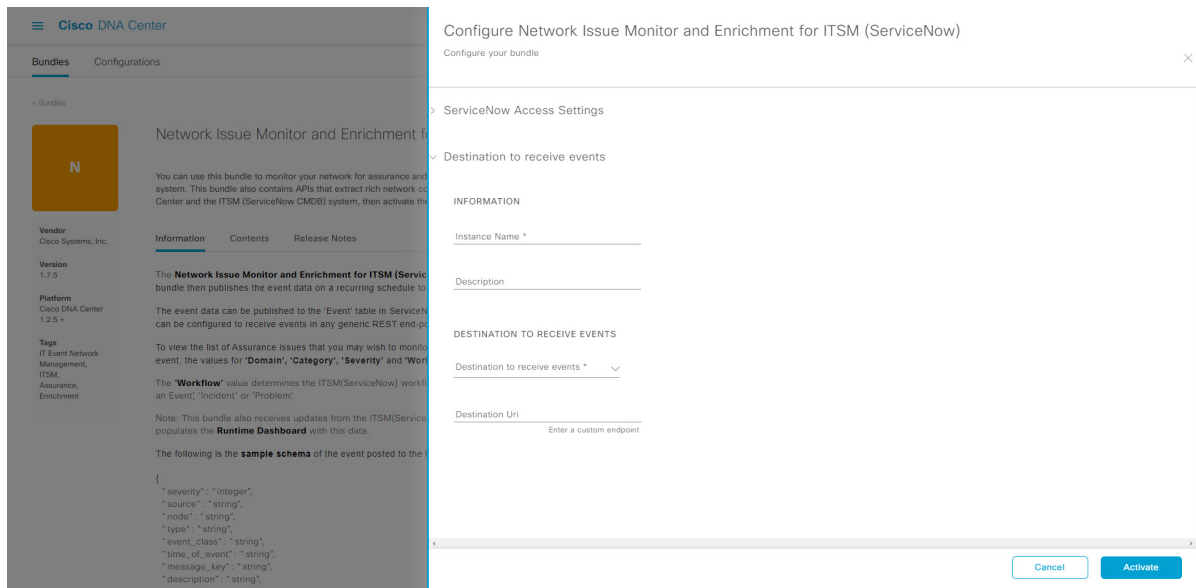 Cisco DNA Center
Bundles Configurations
< Bundles
N
Vendor
Cisco Systems, Inc.
Version
1.7.5
Platform
Cisco DNA Center
1.2.5 +
Tags
IT Event Network
Management,
ITSM,
Assurance,
Enrichment
Network Issue Monitor and Enrichment f
You can use this bundle to monitor your network for assurance and
system. This bundle also contains APIs that extract rich network co
Center and the ITSM (ServiceNow CMDB) system, then activate the
Information Contents Release Notes
The Network Issue Monitor and Enrichment for ITSM (Servic
bundle then publishes the event data on a recurring schedule to
The event data can be published to the 'Event' table in ServiceN
can be configured to receive events in any generic REST end-po
To view the list of Assurance issues that you may wish to monito
event, the values for 'Domain', 'Category', 'Severity' and 'Worl
The 'Workflow' value determines the ITSM(ServiceNow) workfl
an Event', 'Incident' or 'Problem'.
Note: This bundle also receives updates from the ITSM(Service
populates the Runtime Dashboard with this data.
The following is the sample schema of the event posted to the
{
"severity" : "integer",
"source" : "string",
"node" : "string",
"type" : "string",
"event_class" : "string",
"time_of_event" : "string",
"message_key" : "string",
"description" : "string",
Configure Network Issue Monitor and Enrichment for ITSM (ServiceNow)
Configure your bundle
ServiceNow Access Settings
Destination to receive events
INFORMATION
Instance Name *
Description
DESTINATION TO RECEIVE EVENTS
Destination to receive events *
Destination Uri
Enter a custom endpoint
Cancel Activate